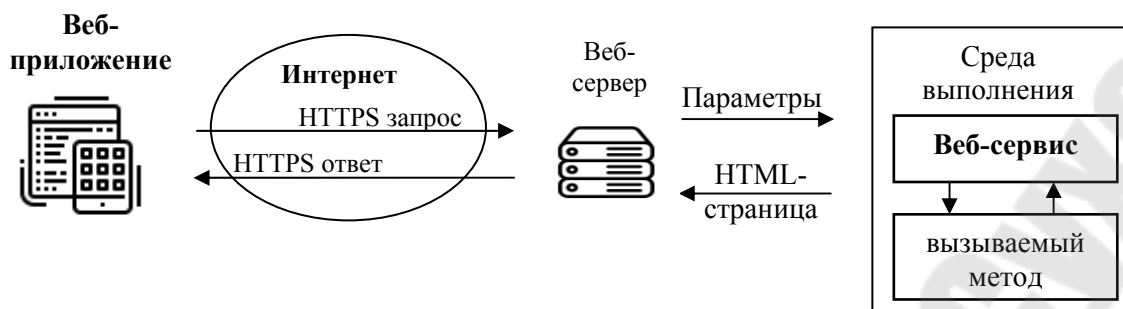 Веб-
приложение
Интернет
HTTPS запрос
HTTPS ответ
Веб-
сервер
Параметры
HTML-
страница
Среда
выполнения
Веб-сервис
вызываемый
метод